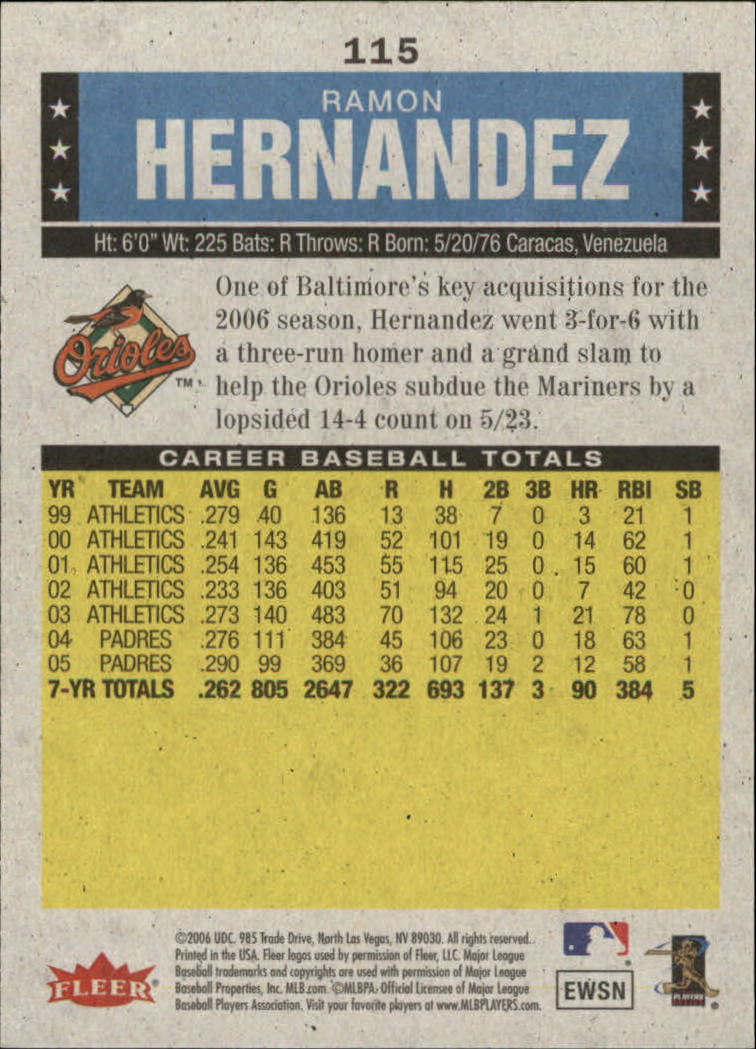 115
RAMON
HERNANDEZ
Ht: 6'0" Wt: 225 Bats: R Throws: R Born: 5/20/76 Caracas, Venezuela
Orioles
TM
One of Baltimore's key acquisitions for the
2006 season, Hernandez went 3-for-6 with
a three-run homer and a grand slam to
help the Orioles subdue the Mariners by a
lopsided 14-4 count on 5/23.
CAREER BASEBALL TOTALS
YR TEAM AVG G AB R H 2B 3B HR RBI SB
99 ATHLETICS .279 40 136 13 38 7 0 3 21 1
00 ATHLETICS .241 143 419 52 101 19 0 14 62 1
01 ATHLETICS .254 136 453 55 115 25 0 15 60 1
02 ATHLETICS .233 136 403 51 94 20 0 7 42 0
03 ATHLETICS .273 140 483 70 132 24 1 21 78 0
04 PADRES .276 111 384 45 106 23 0 18 63 1
05 PADRES .290 99 369 36 107 19 2 12 58 1
7-YR TOTALS .262 805 2647 322 693 137 3 90 384 5
©2006 UDC. 985 Trade Drive, North Las Vegas, NV 89030. All rights reserved.
Printed in the USA. Fleer logos used by permission of Fleer, LLC. Major League
Baseball trademarks and copyrights are used with permission of Major League
Baseball Properties, Inc. MLB.com. ©MLBPA. Official Licensee of Major League
Baseball Players Association. Visit your favorite players at www.MLBPLAYERS.com.
FLEER
EWSN
PLAYERS